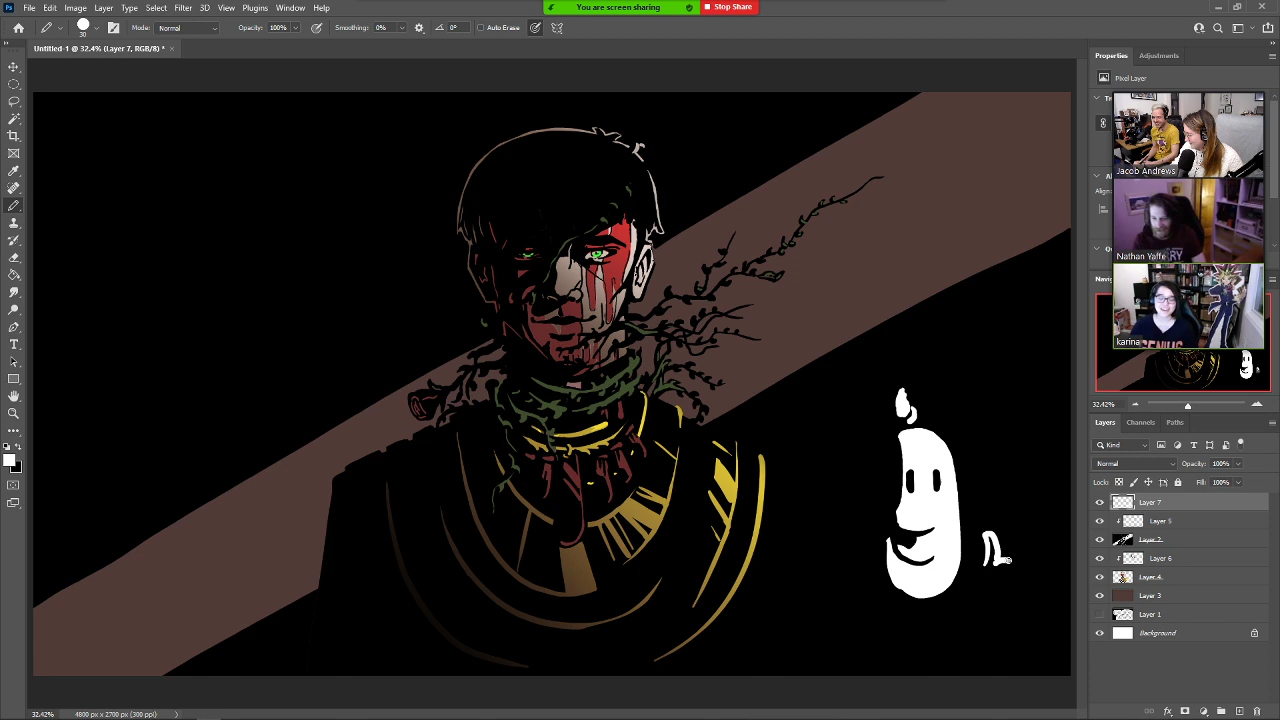 Ps File Edit Image Layer Type Select Filter 3D View Plugins Window Help
You are screen sharing Stop Share
30 Mode: Normal Opacity: 100% Smoothing: 0% 0° Auto Erase
Untitled-1 @ 32.4% (Layer 7, RGB/8) * ×
Properties Adjustments
Pixel Layer
Jacob Andrews
Nathan Yaffe
karina
32.42%
Layers Channels Paths
Kind
Normal Opacity: 100%
Lock: Fill: 100%
Layer 7
Layer 5
Layer 2
Layer 6
Layer 4
Layer 3
Layer 1
Background
32.42% 4800 px x 2700 px (300 ppi)